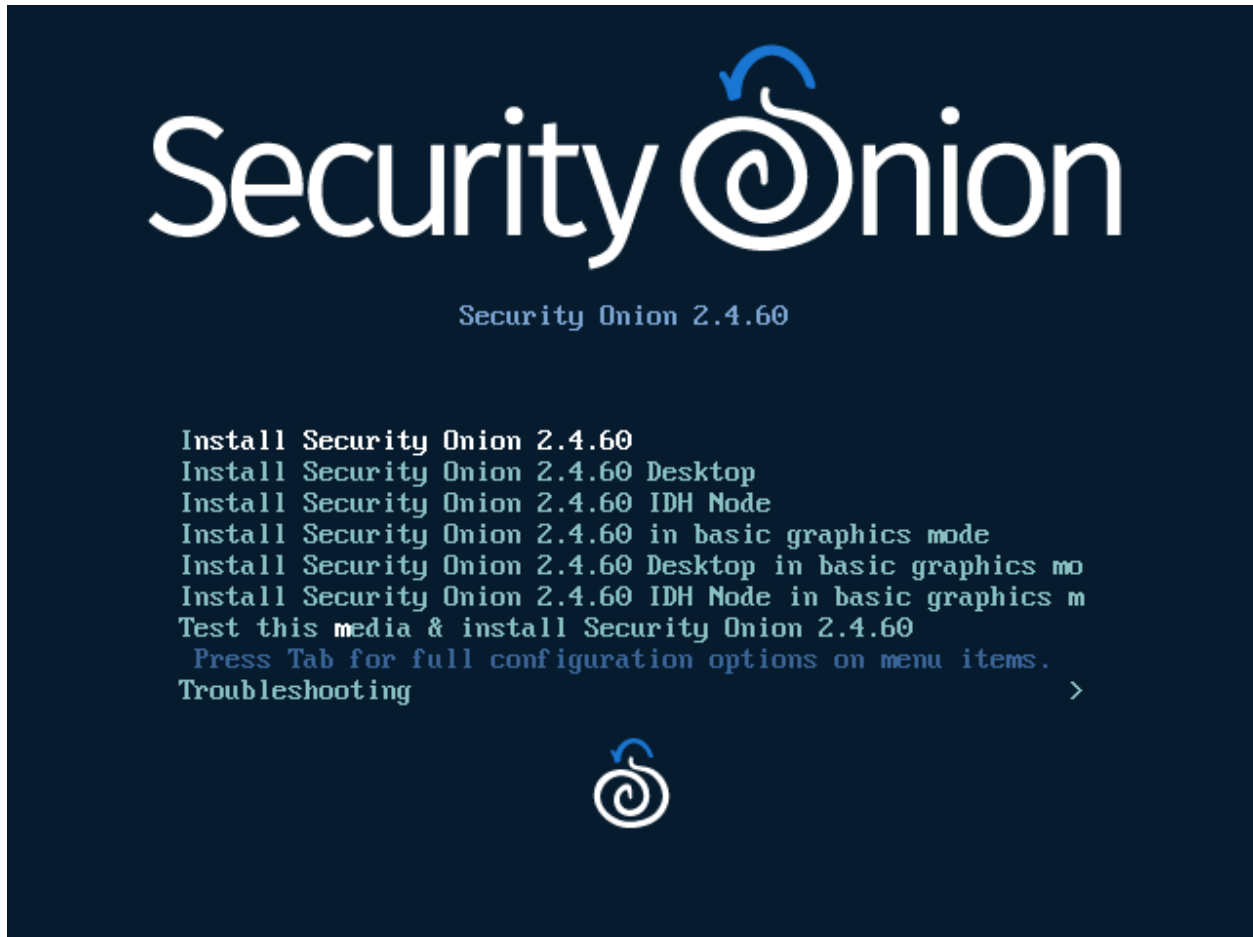 Security Onion
Security Onion 2.4.60
Install Security Onion 2.4.60
Install Security Onion 2.4.60 Desktop
Install Security Onion 2.4.60 IDH Node
Install Security Onion 2.4.60 in basic graphics mode
Install Security Onion 2.4.60 Desktop in basic graphics mo
Install Security Onion 2.4.60 IDH Node in basic graphics m
Test this media & install Security Onion 2.4.60
Press Tab for full configuration options on menu items.
Troubleshooting >